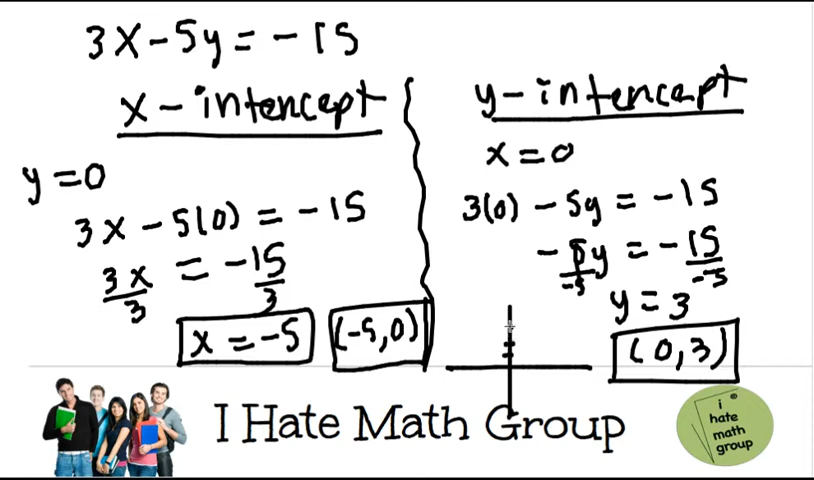 3x - 5y = -15
x - intercept
y = 0
3x - 5(0) = -15
3x/3 = -15/3
x = -5 (-5,0)
y - intercept
x = 0
3(0) - 5y = -15
-5y/-5 = -15/-5
y = 3
(0,3)
I Hate Math Group
i
hate
math
group